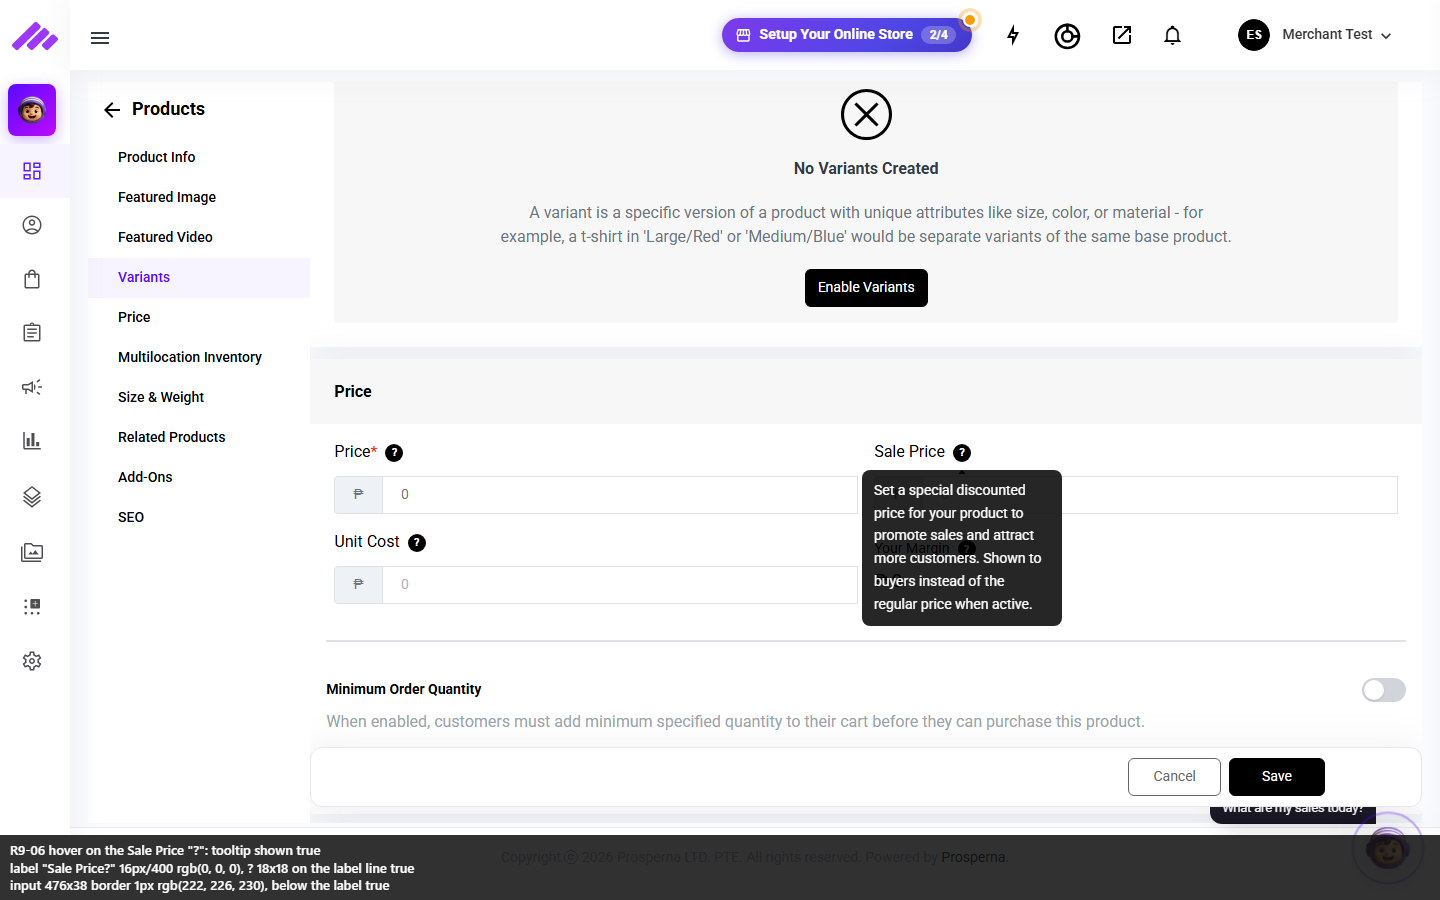 Setup Your Online Store 2/4
ES Merchant Test
Products
Product Info
Featured Image
Featured Video
Variants
Price
Multilocation Inventory
Size & Weight
Related Products
Add-Ons
SEO
No Variants Created
A variant is a specific version of a product with unique attributes like size, color, or material - for
example, a t-shirt in 'Large/Red' or 'Medium/Blue' would be separate variants of the same base product.
Enable Variants
Price
Price* ?
₱ 0
Sale Price ?
Set a special discounted
price for your product to
promote sales and attract
more customers. Shown to
buyers instead of the
regular price when active.
Unit Cost ?
₱ 0
Your Margin ?
Minimum Order Quantity
When enabled, customers must add minimum specified quantity to their cart before they can purchase this product.
Cancel
Save
What are my sales today?
Copyright © 2026 Prosperna LTD. PTE. All rights reserved. Powered by Prosperna.
R9-06 hover on the Sale Price "?": tooltip shown true
label "Sale Price?" 16px/400 rgb(0, 0, 0), ? 18x18 on the label line true
input 476x38 border 1px rgb(222, 226, 230), below the label true